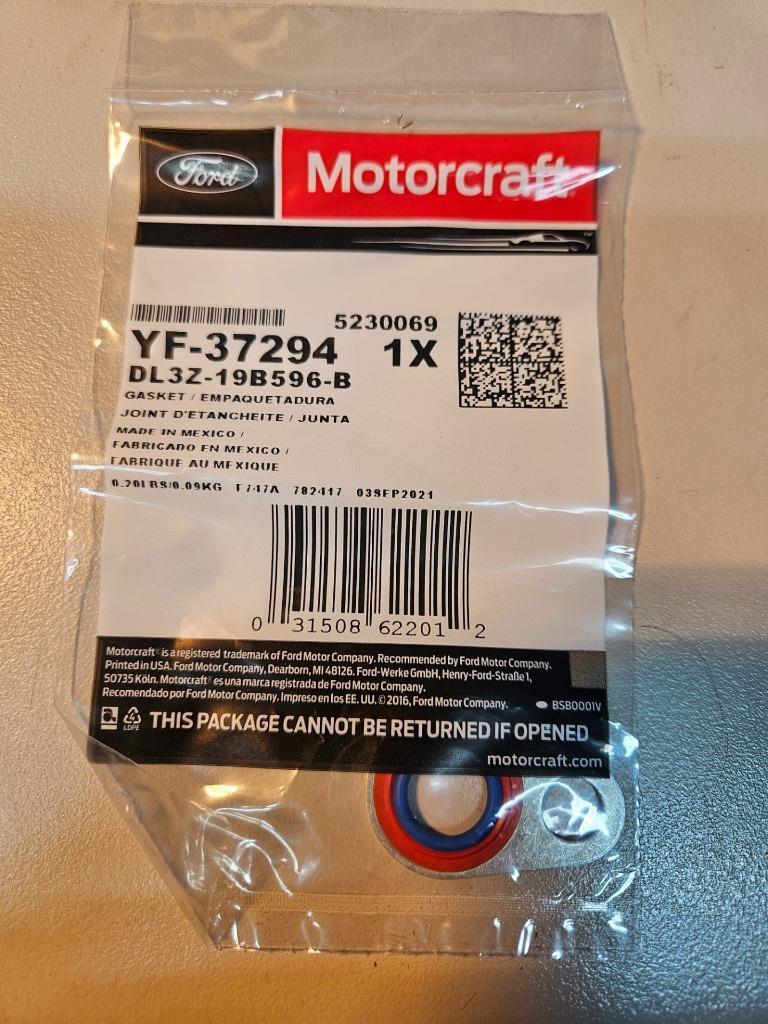 Ford
Motorcraft
TM
5230069
YF-37294 1X
DL3Z-19B596-B
GASKET / EMPAQUETADURA
JOINT D'ETANCHEITE / JUNTA
MADE IN MEXICO /
FABRICADO EN MEXICO /
FABRIQUE AU MEXIQUE
0.20LBS/0.09KG F747A 782417 03SEP2021
0 31508 62201 2
Motorcraft® is a registered trademark of Ford Motor Company. Recommended by Ford Motor Company.
Printed in USA. Ford Motor Company, Dearborn, MI 48126. Ford-Werke GmbH, Henry-Ford-Straße 1,
50735 Köln. Motorcraft® es una marca registrada de Ford Motor Company.
Recomendado por Ford Motor Company. Impreso en los EE. UU. ©2016, Ford Motor Company.
BSB0001V
LDPE
THIS PACKAGE CANNOT BE RETURNED IF OPENED
motorcraft.com